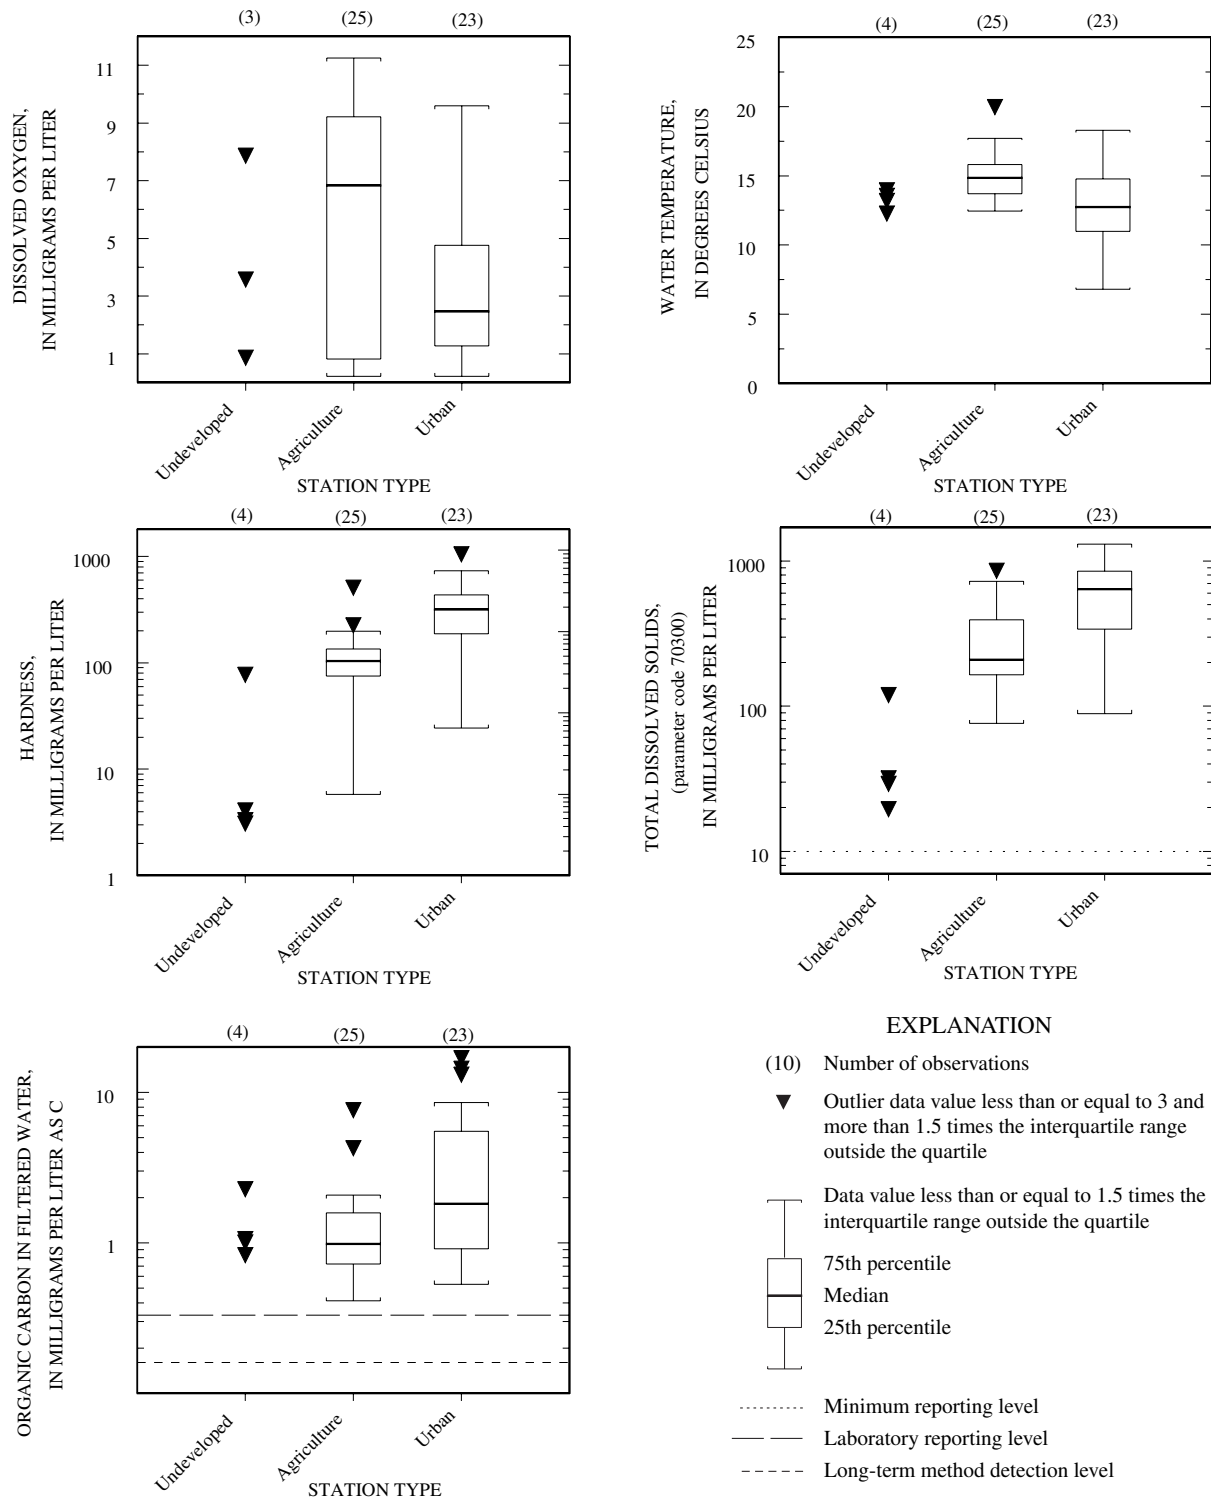 (3) (25) (23)
DISSOLVED OXYGEN,
IN MILLIGRAMS PER LITER
11
9
7
5
3
1
Undeveloped Agriculture Urban
STATION TYPE
(4) (25) (23)
WATER TEMPERATURE,
IN DEGREES CELSIUS
25
20
15
10
5
0
Undeveloped Agriculture Urban
STATION TYPE
(4) (25) (23)
HARDNESS,
IN MILLIGRAMS PER LITER
1000
100
10
1
Undeveloped Agriculture Urban
STATION TYPE
(4) (25) (23)
TOTAL DISSOLVED SOLIDS,
(parameter code 70300)
IN MILLIGRAMS PER LITER
1000
100
10
Undeveloped Agriculture Urban
STATION TYPE
(4) (25) (23)
ORGANIC CARBON IN FILTERED WATER,
IN MILLIGRAMS PER LITER AS C
10
1
Undeveloped Agriculture Urban
STATION TYPE
EXPLANATION
(10) Number of observations
Outlier data value less than or equal to 3 and
more than 1.5 times the interquartile range
outside the quartile
Data value less than or equal to 1.5 times the
interquartile range outside the quartile
75th percentile
Median
25th percentile
Minimum reporting level
Laboratory reporting level
Long-term method detection level